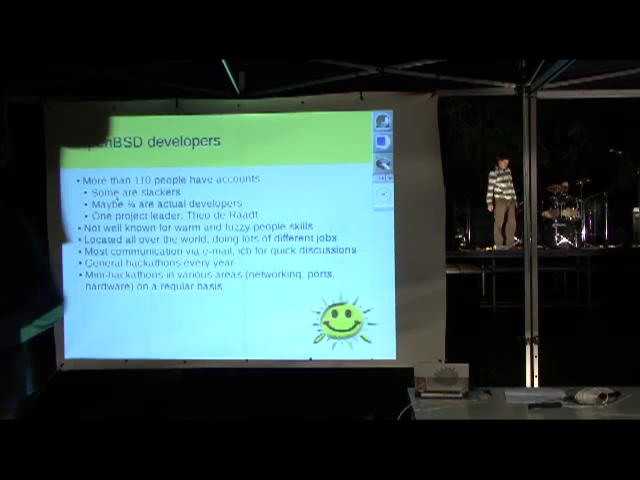 enBSD developers
• More than 110 people have accounts
• Some are slackers
• Maybe ¾ are actual developers
• One project leader: Theo de Raadt
• Not well known for warm and fuzzy people skills
• Located all over the world, doing lots of different jobs
• Most communication via e-mail, icb for quick discussions
• General hackathons every year
• Mini-hackathons in various areas (networking, ports,
hardware) on a regular basis